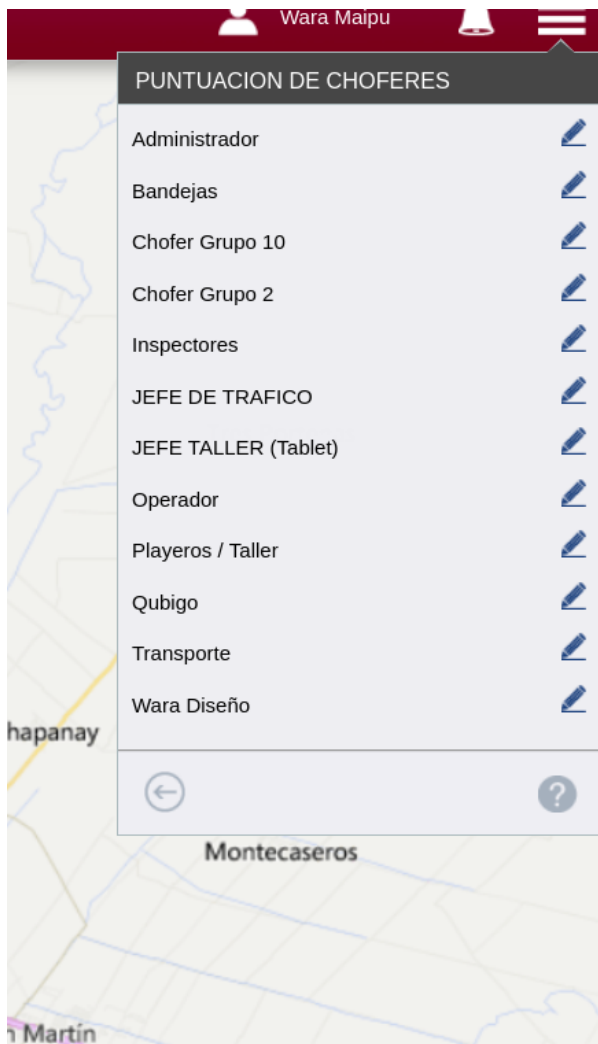 Wara Maipu
PUNTUACION DE CHOFERES
Administrador
Bandejas
Chofer Grupo 10
Chofer Grupo 2
Inspectores
JEFE DE TRAFICO
JEFE TALLER (Tablet)
Operador
Playeros / Taller
Qubigo
Transporte
Wara Diseño
hapanay
?
Montecaseros
n Martín